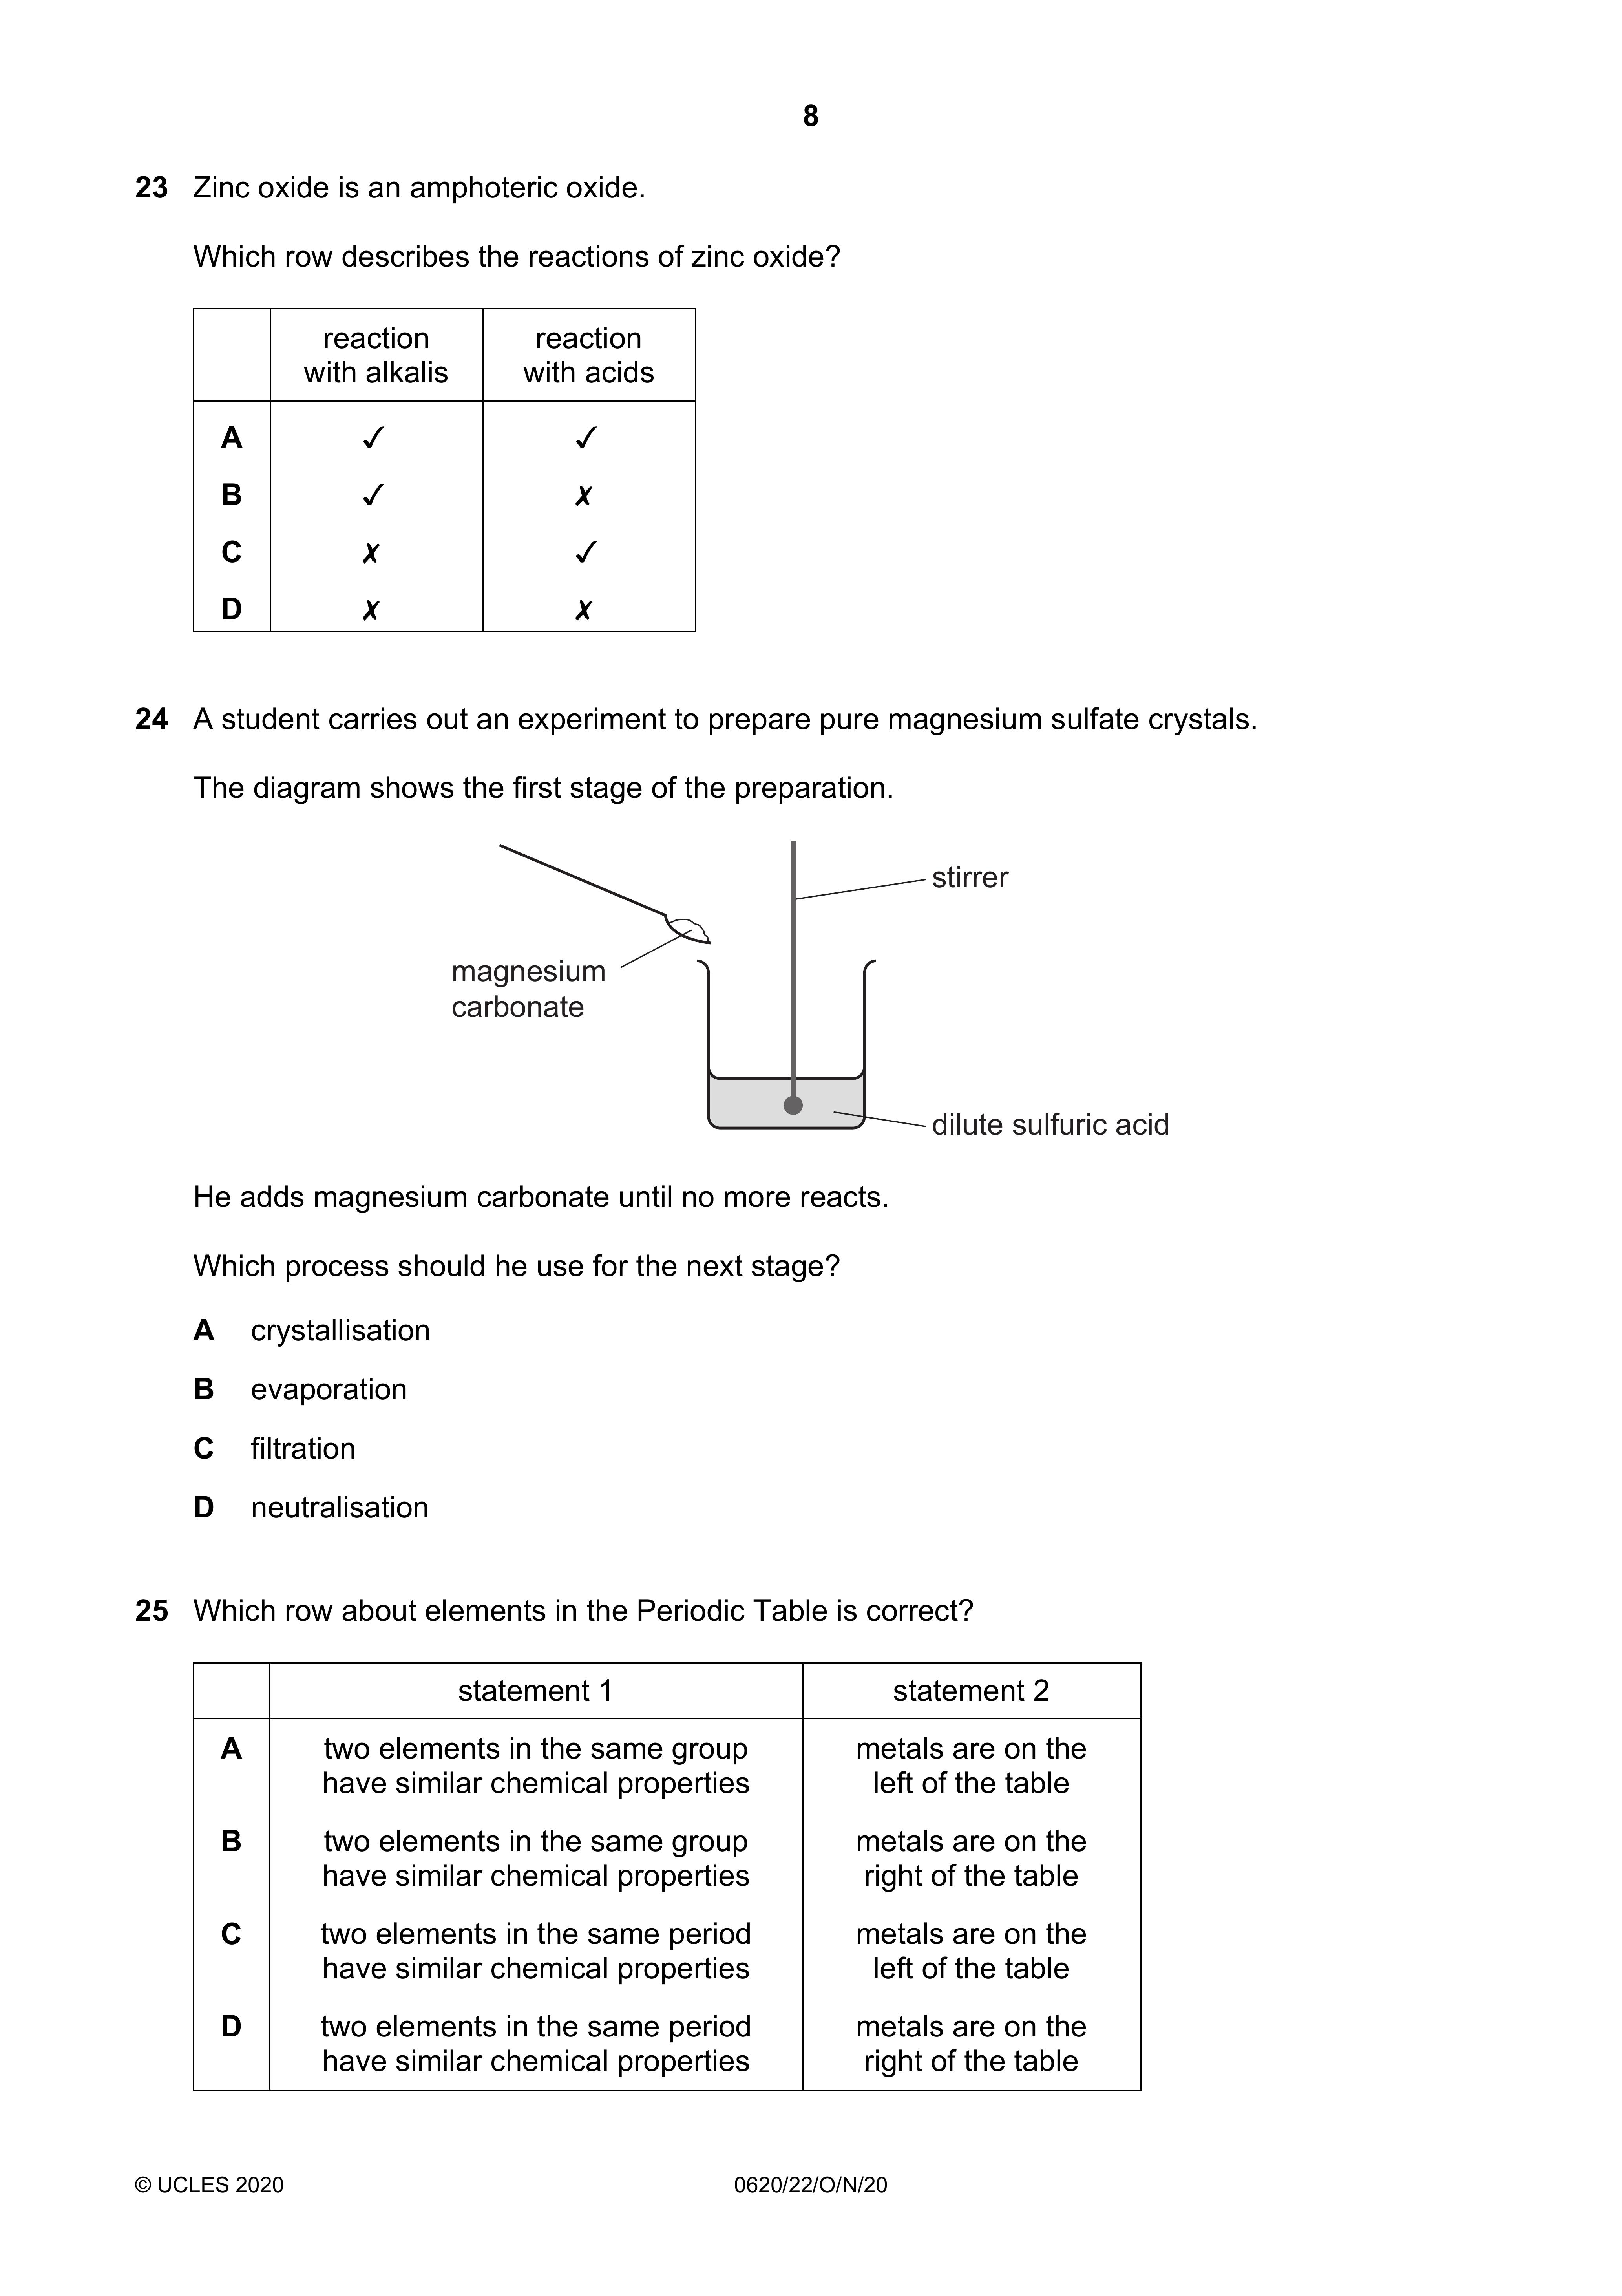 8
23 Zinc oxide is an amphoteric oxide.
Which row describes the reactions of zinc oxide?
reaction with alkalis reaction with acids
A ✓ ✓
B ✓ ✗
C ✗ ✓
D ✗ ✗
24 A student carries out an experiment to prepare pure magnesium sulfate crystals.
The diagram shows the first stage of the preparation.
stirrer
magnesium
carbonate
dilute sulfuric acid
He adds magnesium carbonate until no more reacts.
Which process should he use for the next stage?
A crystallisation
B evaporation
C filtration
D neutralisation
25 Which row about elements in the Periodic Table is correct?
statement 1 statement 2
A two elements in the same group metals are on the
have similar chemical properties left of the table
B two elements in the same group metals are on the
have similar chemical properties right of the table
C two elements in the same period metals are on the
have similar chemical properties left of the table
D two elements in the same period metals are on the
have similar chemical properties right of the table
© UCLES 2020 0620/22/O/N/20